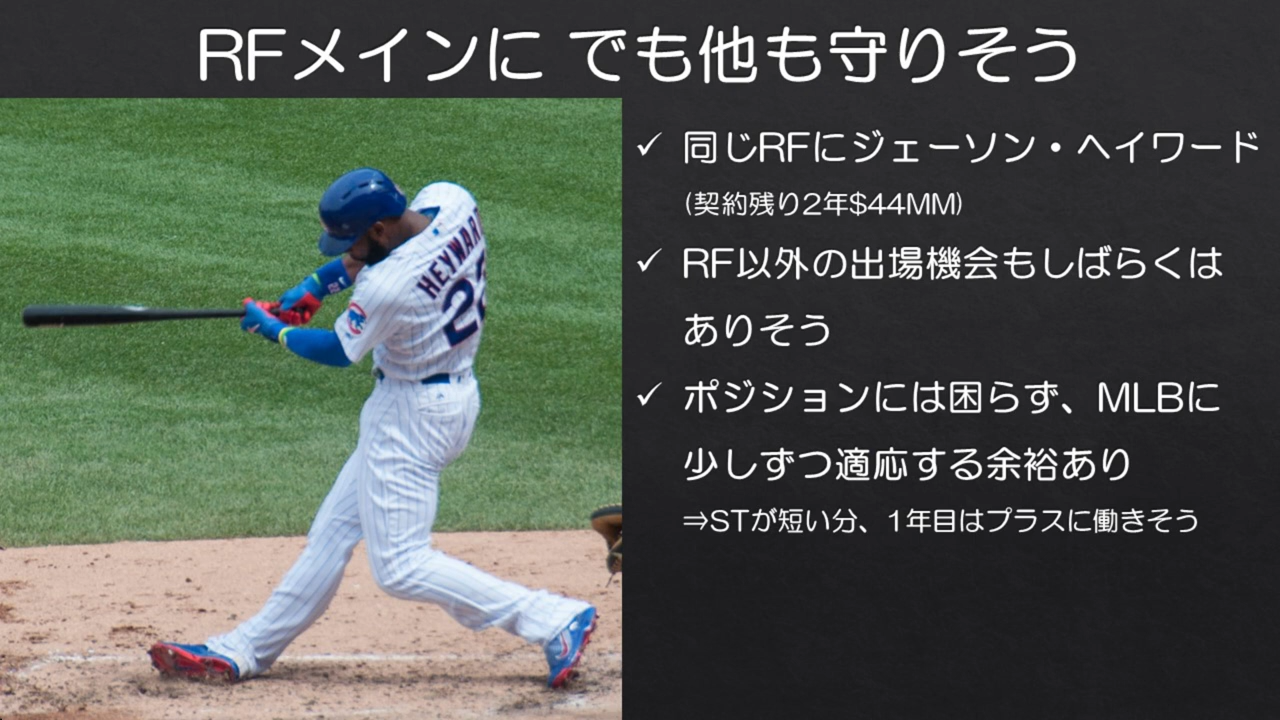 RFメインに でも他も守りそう
✓ 同じRFにジェーソン・ヘイワード
(契約残り2年$44MM)
✓ RF以外の出場機会もしばらくは
ありそう
✓ ポジションには困らず、MLBに
少しずつ適応する余裕あり
⇒STが短い分、1年目はプラスに働きそう
HEYWARD
22